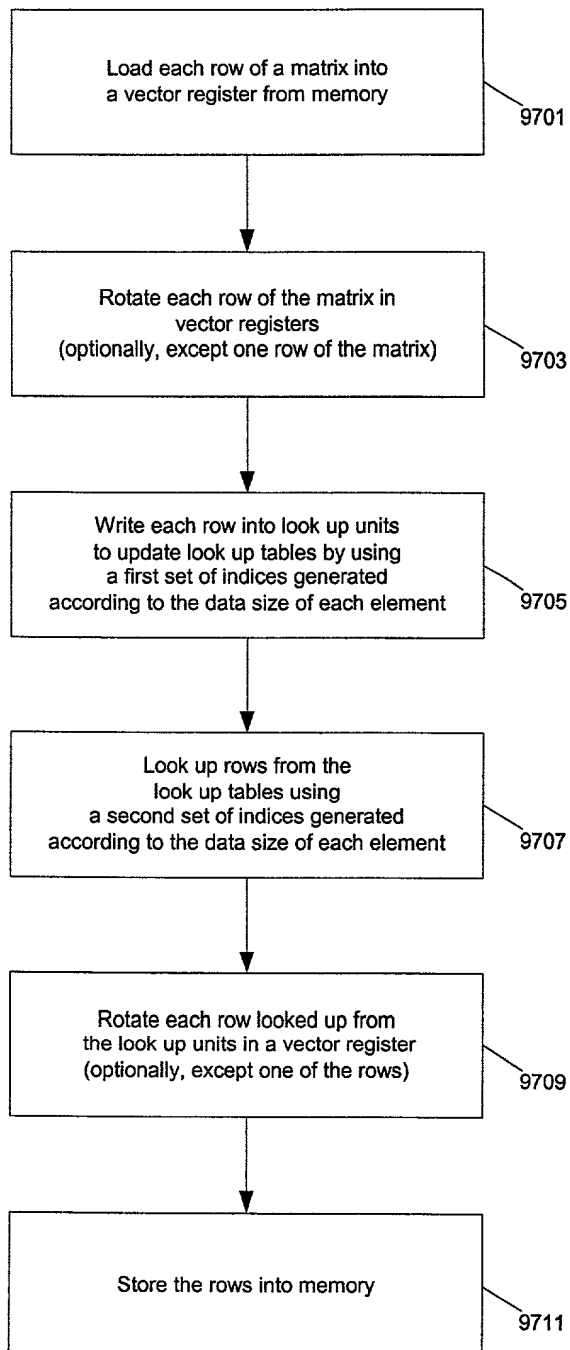 Load each row of a matrix into
a vector register from memory
9701
Rotate each row of the matrix in
vector registers
(optionally, except one row of the matrix)
9703
Write each row into look up units
to update look up tables by using
a first set of indices generated
according to the data size of each element
9705
Look up rows from the
look up tables using
a second set of indices generated
according to the data size of each element
9707
Rotate each row looked up from
the look up units in a vector register
(optionally, except one of the rows)
9709
Store the rows into memory
9711